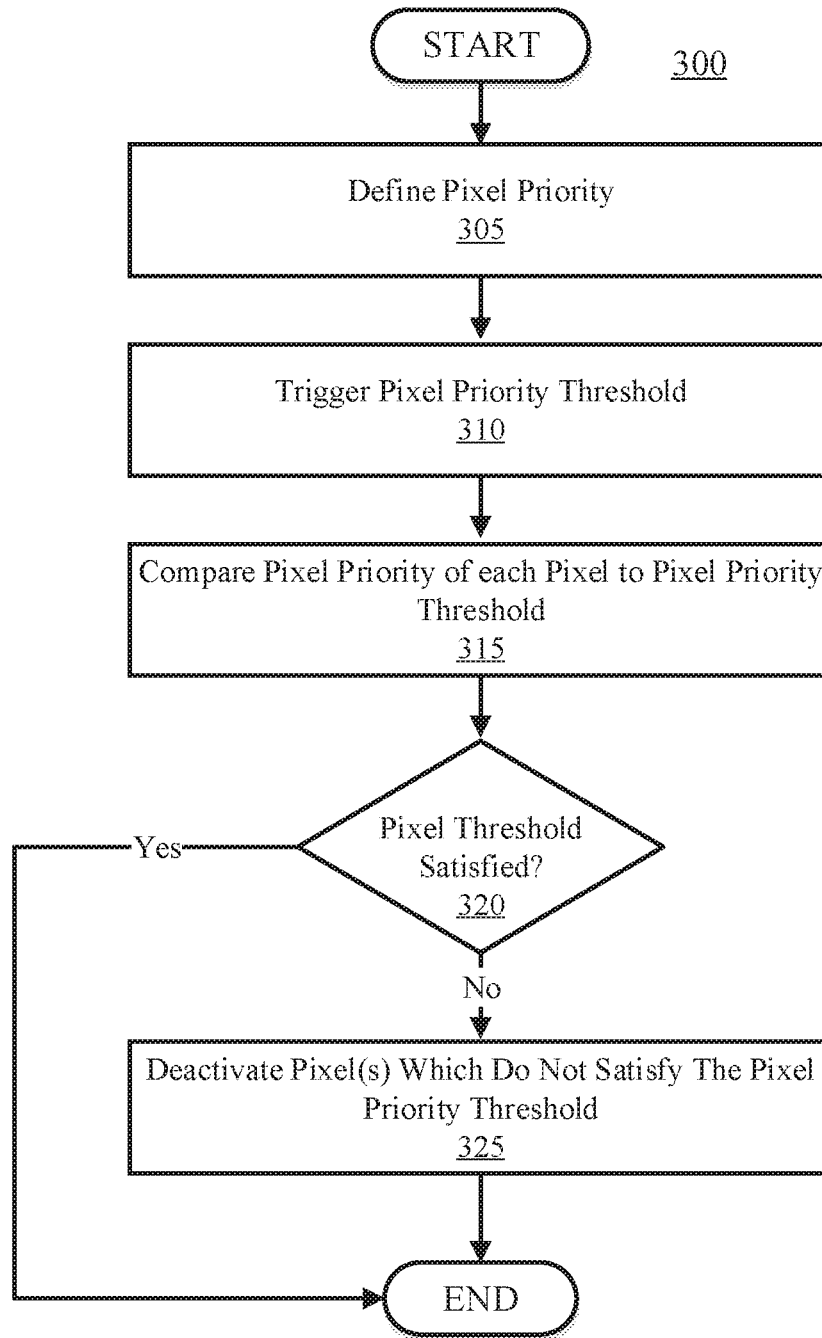 START
300
Define Pixel Priority
305
Trigger Pixel Priority Threshold
310
Compare Pixel Priority of each Pixel to Pixel Priority
Threshold
315
Pixel Threshold
Satisfied?
320
Yes
No
Deactivate Pixel(s) Which Do Not Satisfy The Pixel
Priority Threshold
325
END